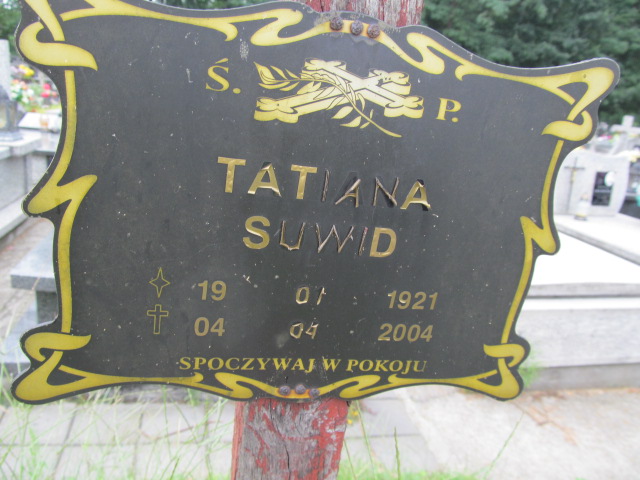 Ś. P.
TATIANA
SUWID
19 01 1921
04 04 2004
SPOCZYWAJ W POKOJU